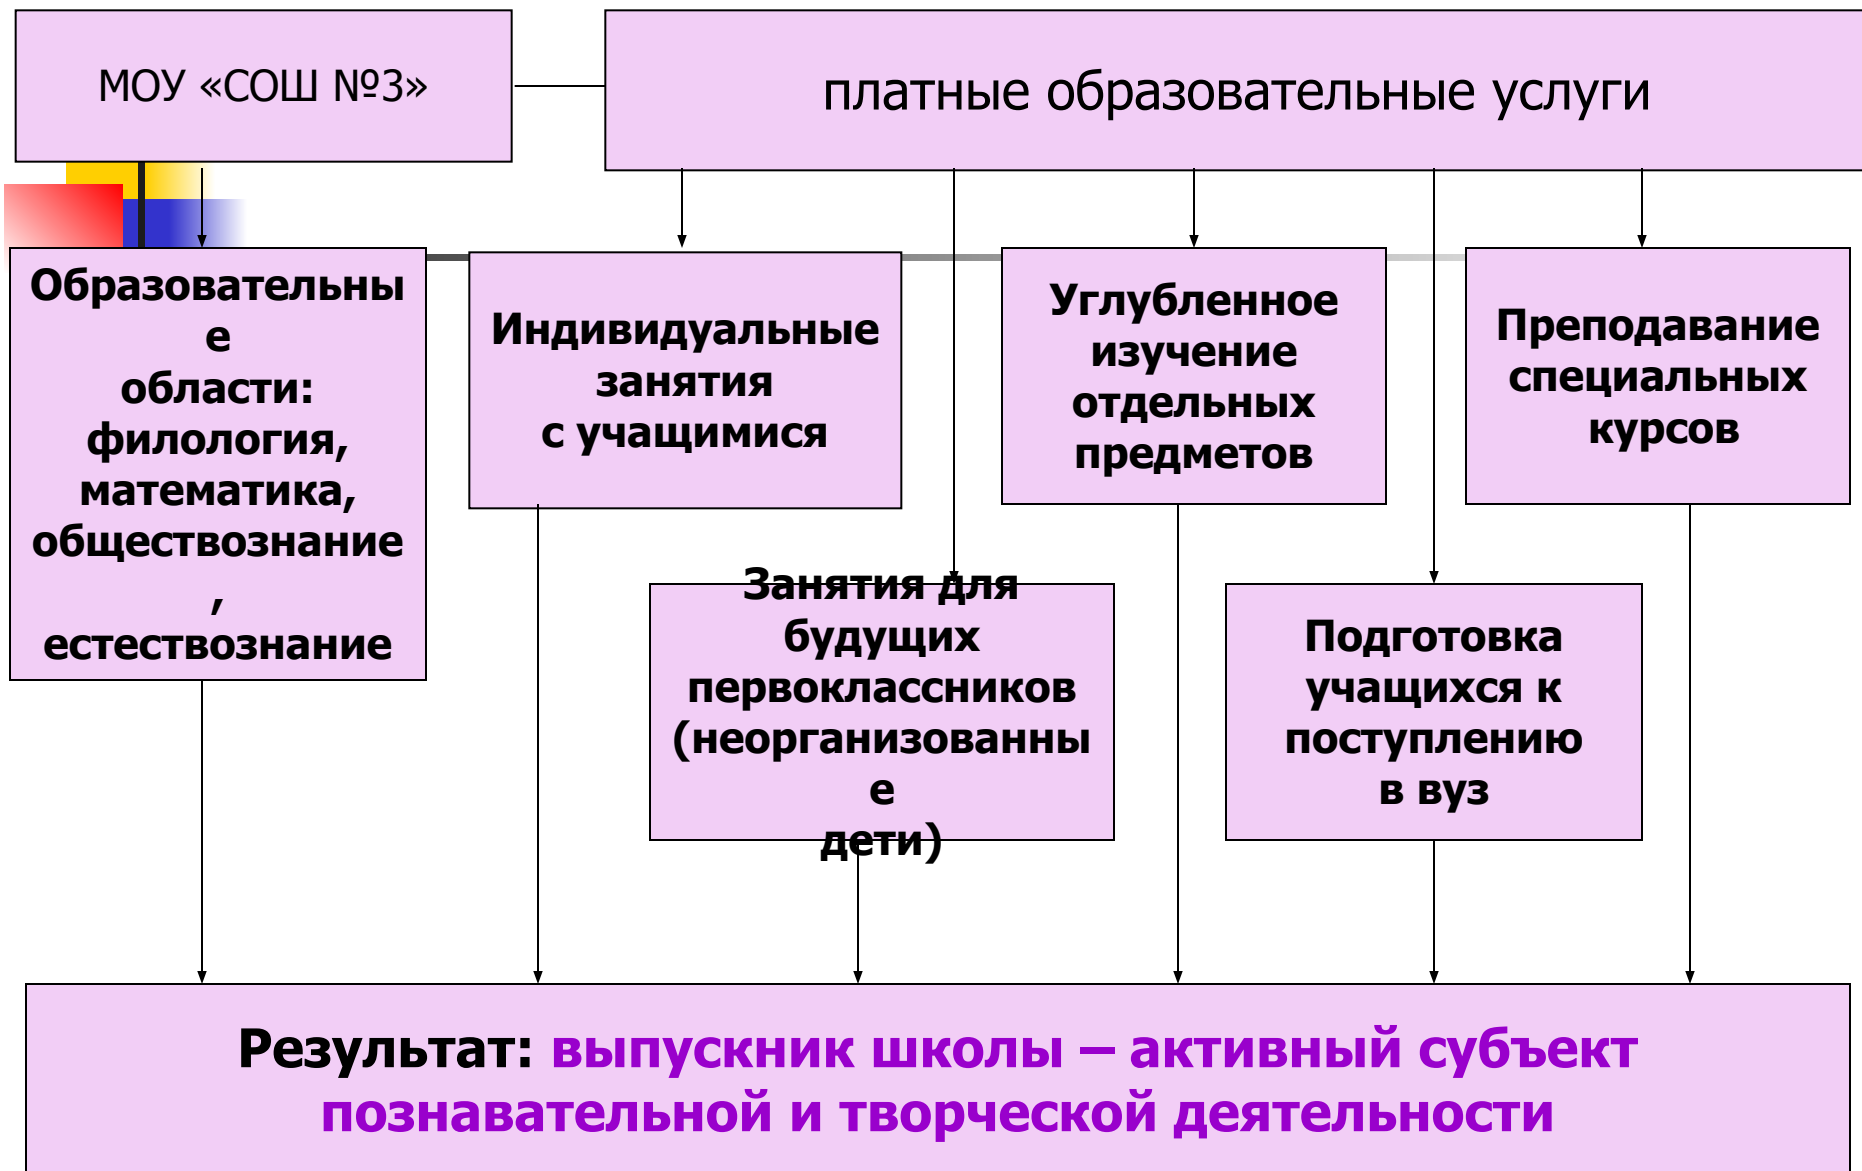 МОУ «СОШ №3»
платные образовательные услуги
Образовательны
е
области:
филология,
математика,
обществознание
,
естествознание
Индивидуальные
занятия
с учащимися
Углубленное
изучение
отдельных
предметов
Преподавание
специальных
курсов
Занятия для
будущих
первоклассников
(неорганизованны
е
дети)
Подготовка
учащихся к
поступлению
в вуз
Результат: выпускник школы – активный субъект
познавательной и творческой деятельности